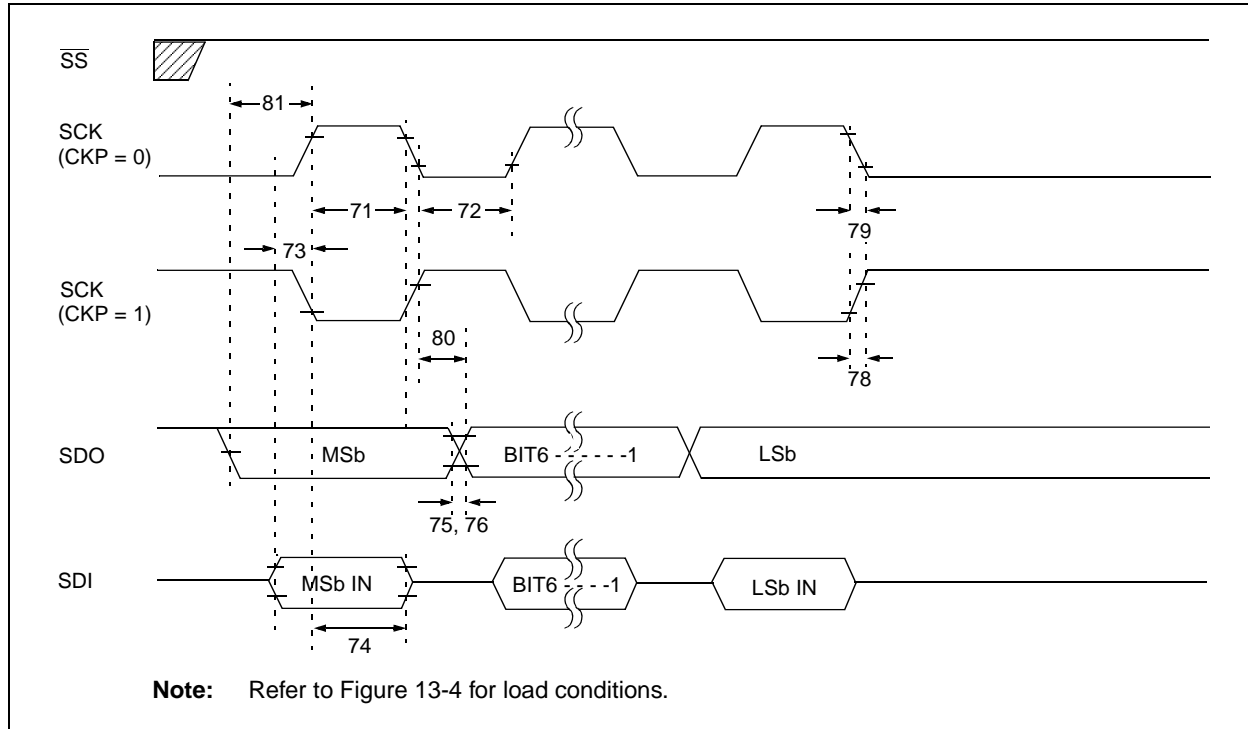 SS
81
SCK
(CKP = 0)
71
72
79
73
SCK
(CKP = 1)
80
78
SDO
MSb
BIT6 - - - - - -1
LSb
75, 76
SDI
MSb IN
BIT6 - - - -1
LSb IN
74
Note: Refer to Figure 13-4 for load conditions.